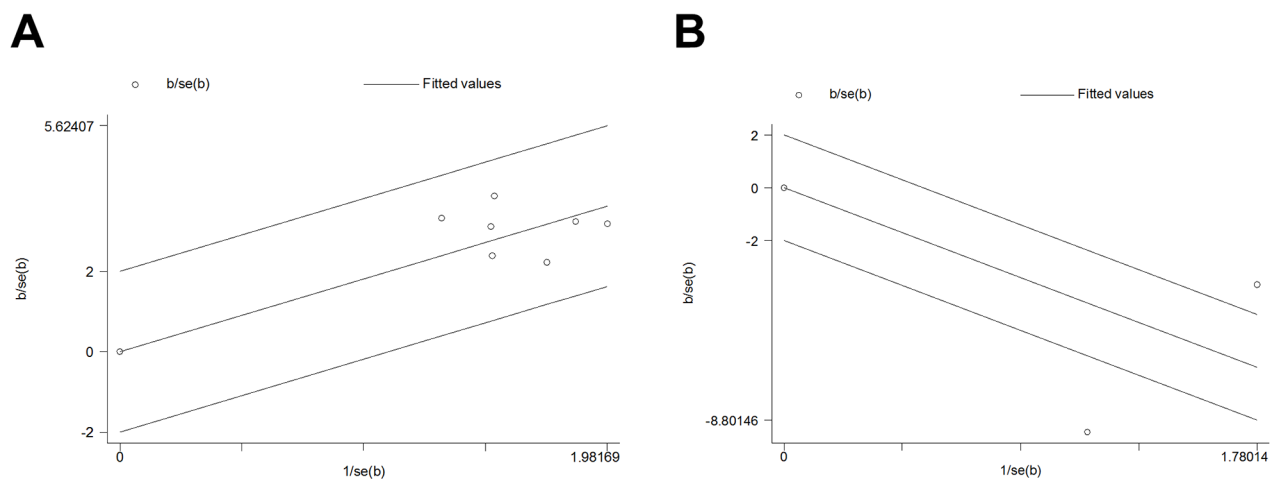 A
b/se(b)
Fitted values
5.62407
2
0
-2
b/se(b)
0
1.98169
1/se(b)
B
b/se(b)
Fitted values
2
0
-2
-8.80146
b/se(b)
0
1.78014
1/se(b)